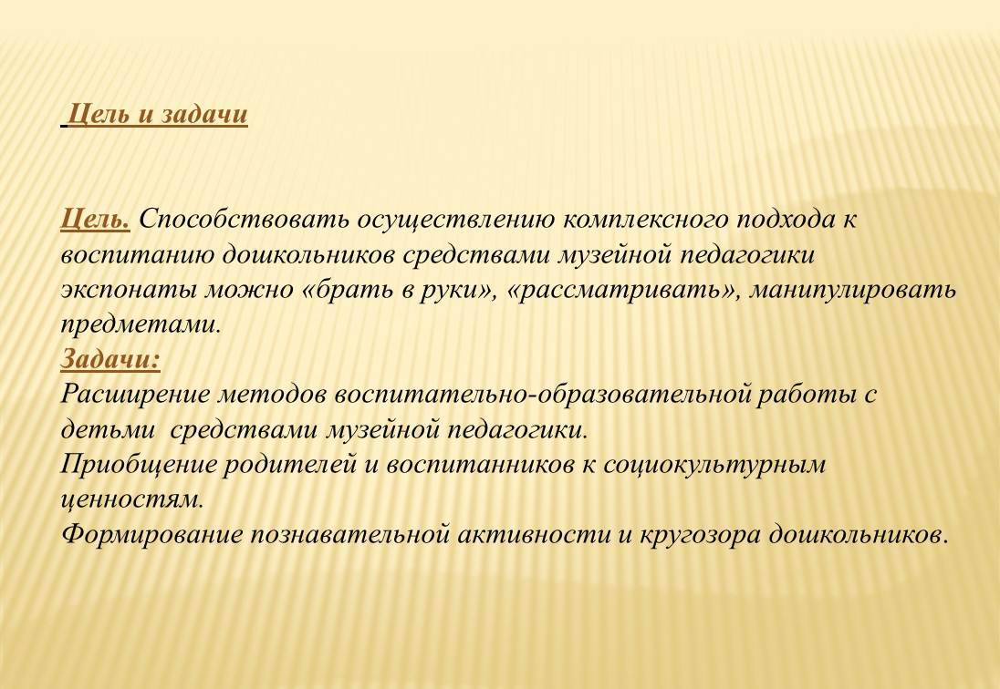 Цель и задачи
Цель. Способствовать осуществлению комплексного подхода к
воспитанию дошкольников средствами музейной педагогики
экспонаты можно «брать в руки», «рассматривать», манипулировать
предметами.
Задачи:
Расширение методов воспитательно-образовательной работы с
детьми  средствами музейной педагогики.
Приобщение родителей и воспитанников к социокультурным
ценностям.
Формирование познавательной активности и кругозора дошкольников.